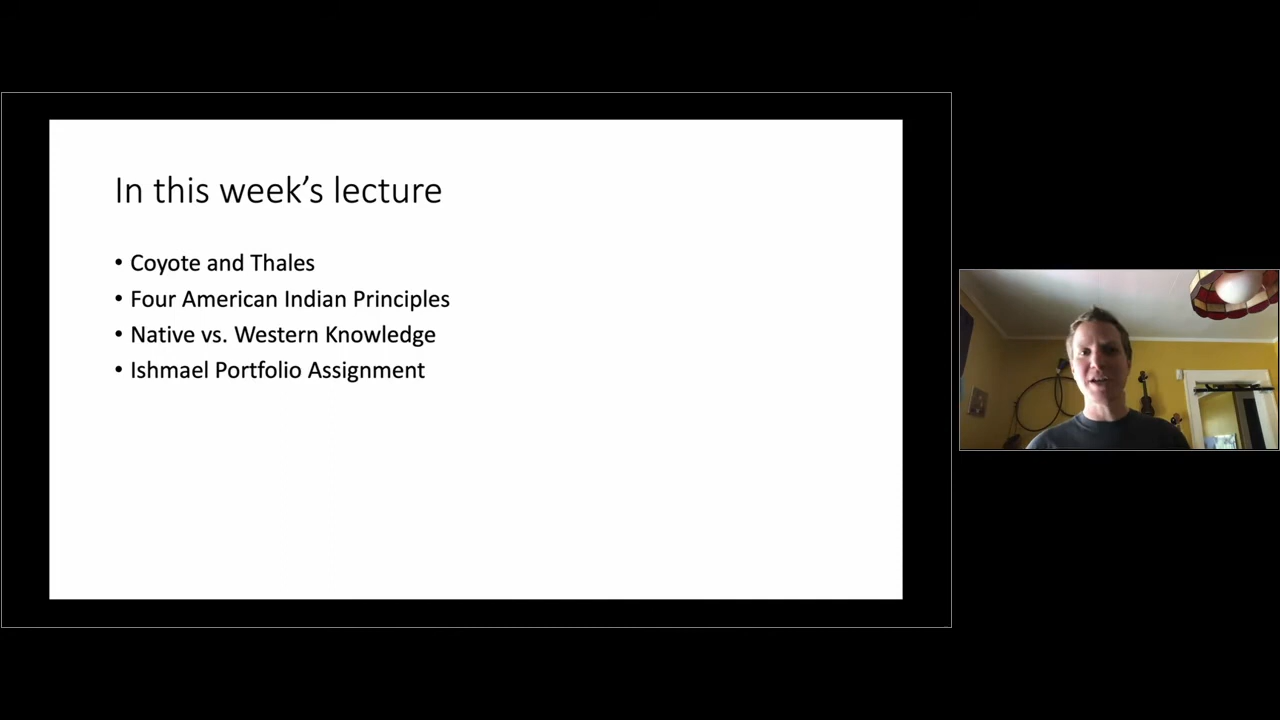 In this week’s lecture
• Coyote and Thales
• Four American Indian Principles
• Native vs. Western Knowledge
• Ishmael Portfolio Assignment